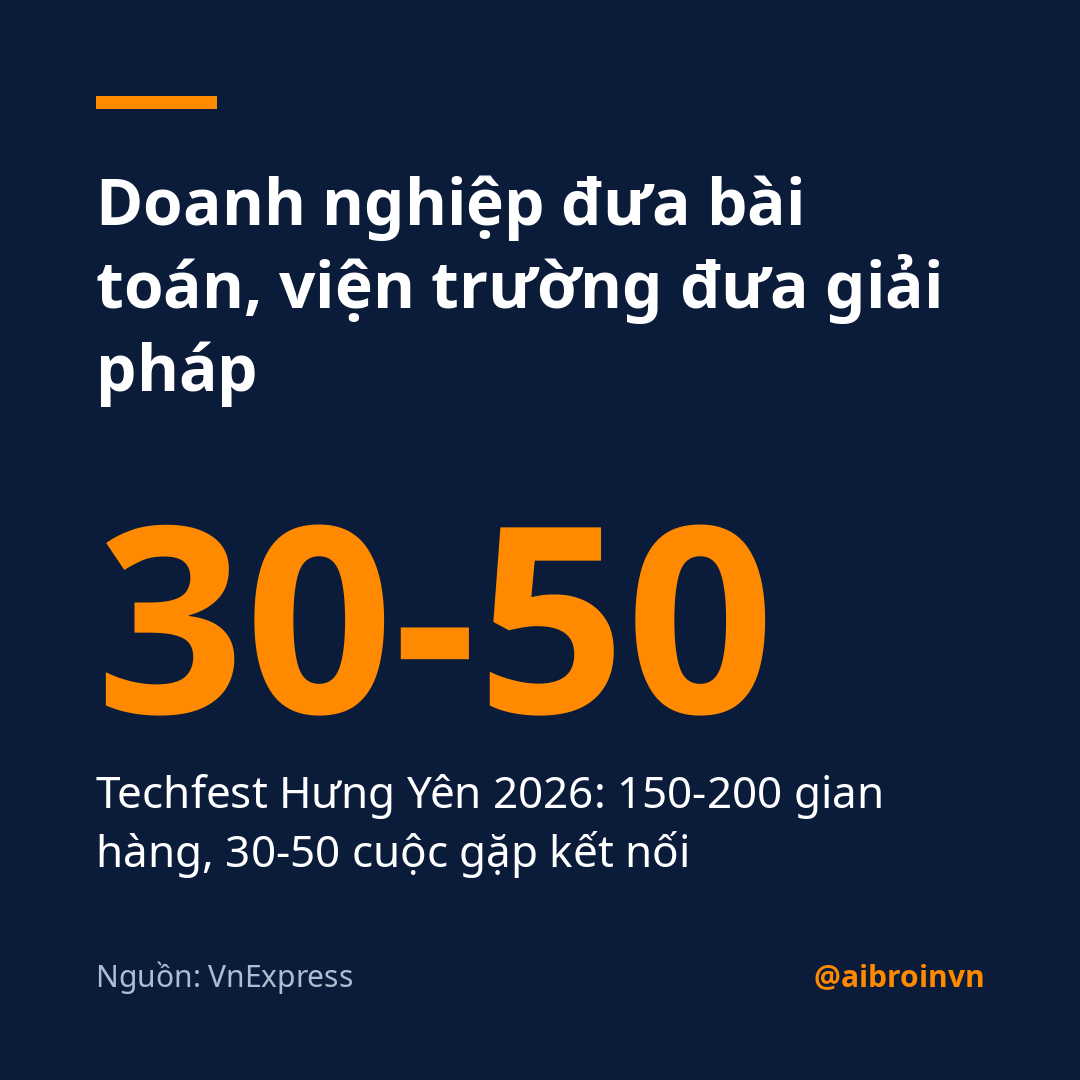 Doanh nghiệp đưa bài
toán, viện trường đưa giải
pháp
30-50
Techfest Hưng Yên 2026: 150-200 gian
hàng, 30-50 cuộc gặp kết nối
Nguồn: VnExpress
@aibroinvn